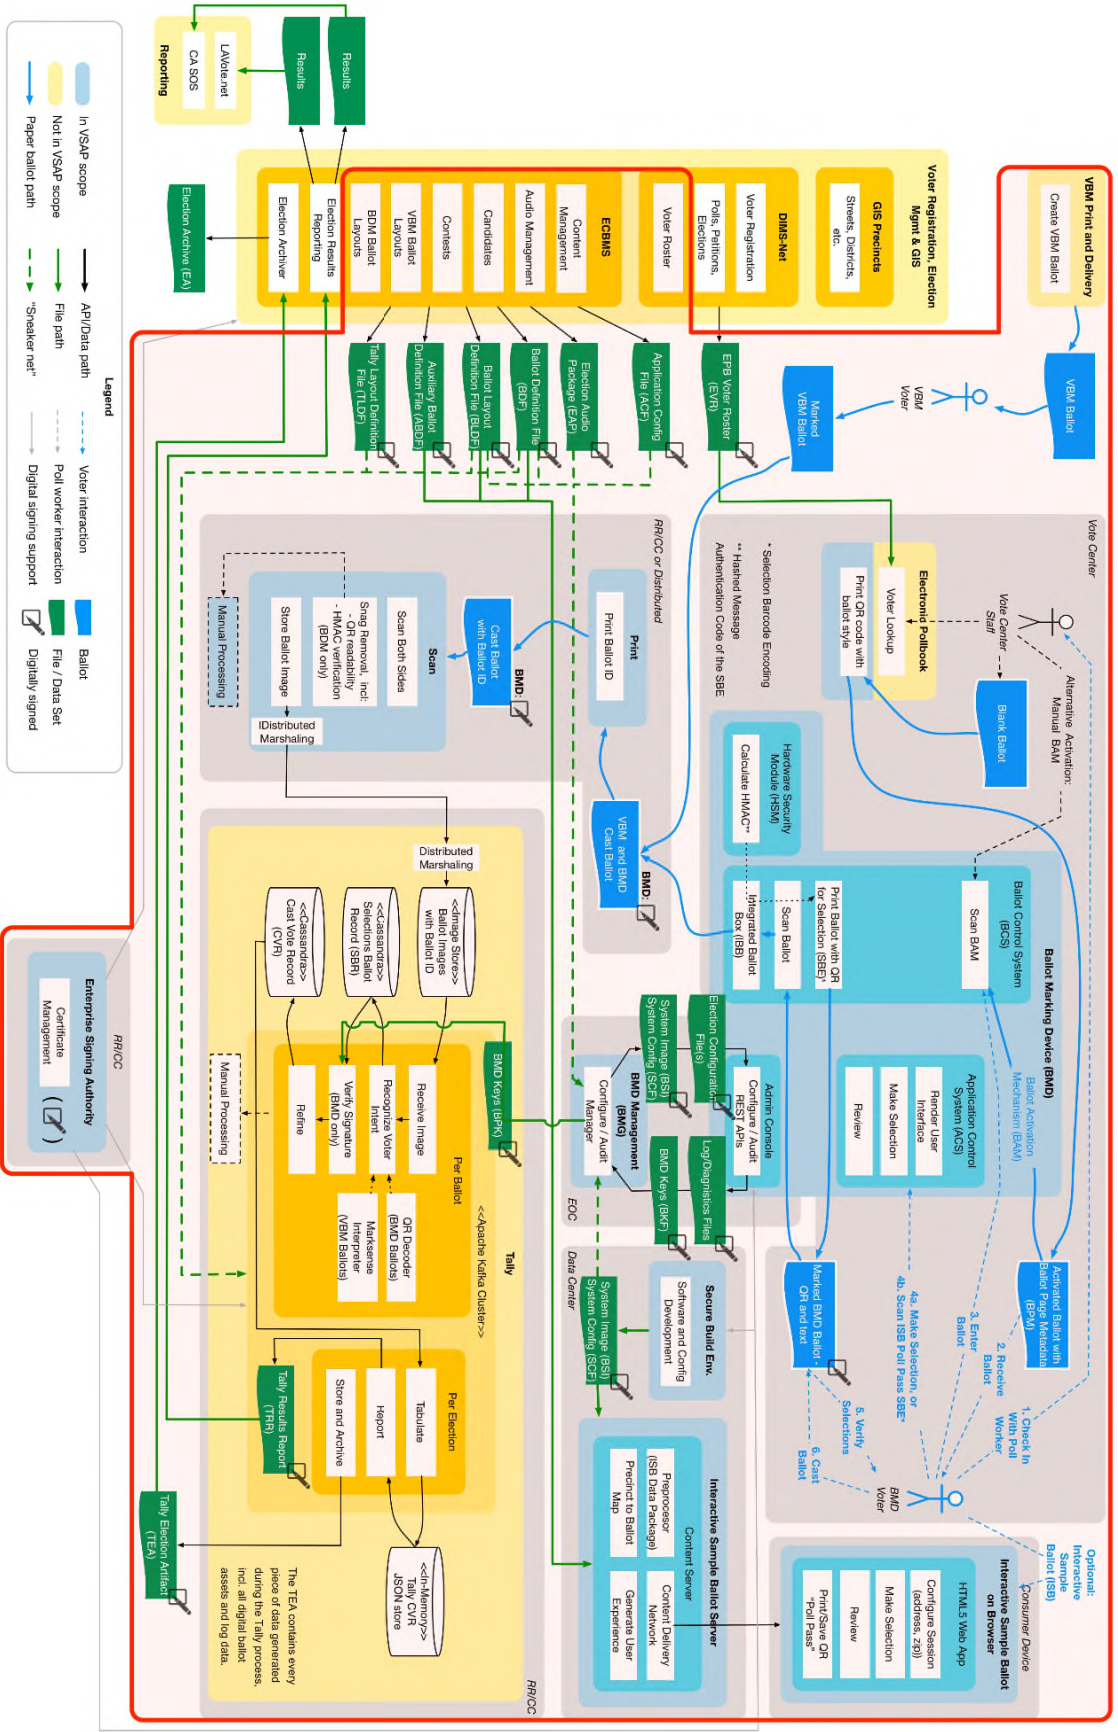 VBM Print and Delivery
Create VBM Ballot
VBM Ballot
VBM
Voter
Marked
VBM Ballot
Voter Registration, Election
Mgmt & GIS
GIS Precincts
Streets, Districts,
etc.
DIMS-Net
Voter Registration
Polls, Petitions,
Elections
Voter Roster
ECBMS
Content
Management
Audio Management
Candidates
Contests
VBM Ballot
Layouts
BDM Ballot
Layouts
Election Results
Reporting
Election Archiver
Results
Results
Reporting
LAVote.net
CA SOS
Election Archive (EA)
EPB Voter Roster
(EVR)
Application Config
File (ACF)
Election Audio
Package (EAP)
Ballot Definition File
(BDF)
Ballot Layout
Definition File (BLDF)
Auxiliary Ballot
Definition File (ABDF)
Tally Layout Definition
File (TLDF)
Vote Center
Vote Center
Staff
Alternative Activation:
Manual BAM
Electronic Pollbook
Voter Lookup
Print QR code with
ballot style
Blank Ballot
* Selection Barcode Encoding
** Hashed Message
Authentication Code of the SBE
Ballot Marking Device (BMD)
Ballot Control System
(BCS)
Scan BAM
Print Ballot with QR
for Selection (SBE)*
Scan Ballot
Integrated Ballot
Box (IBB)
Hardware Security
Module (HSM)
Calculate HMAC**
Ballot Activation
Mechanism (BAM)
Application Control
System (ACS)
Render User
Interface
Make Selection
Review
Activated Ballot with
Ballot Page Metadata
(BPM)
1. Check In
With Poll
Worker
2. Receive
Ballot
3. Enter
Ballot
4a. Make Selection, or
4b. Scan ISB Poll Pass SBE*
5. Verify
Selections
6. Cast
Ballot
BMD
Voter
Marked BMD Ballot -
QR and text
Optional:
Interactive
Sample
Ballot (ISB)
Consumer Device
Interactive Sample Ballot
on Browser
HTML5 Web App
Configure Session
(address, zip))
Make Selection
Review
Print/Save QR
"Poll Pass"
RR/CC or Distributed
Print
Print Ballot ID
BMD:
VBM and BMD
Cast Ballot
BMD:
Cast Ballot
with Ballot ID
Scan
Scan Both Sides
Snag Removal, incl:
- QR readability
- HMAC verification
(BDM only)
Store Ballot Image
Manual Processing
IDistributed
Marshaling
EOC
Admin Console
Configure / Audit
REST APIs
Election Configuration
File(s)
System Image (BSI)
System Config (SCF)
Log/Diagnostics Files
BMD Keys (BKF)
BMD Management
(BMG)
Configure / Audit
Manager
BMD Keys (BPK)
Data Center
Secure Build Env.
Software and Config
Development
System Image (BSI)
System Config (SCF)
Interactive Sample Ballot Server
Content Server
Preprocesor
(ISB Data Package)
Precinct to Ballot
Map
Content Delivery
Network
Generate User
Experience
RR/CC
Tally
<<Apache Kafka Cluster>>
Distributed
Marshaling
<<Image Store>>
Ballot Images
with Ballot ID
<<Cassandra>>
Selections Ballot
Record (SBR)
<<Cassandra>>
Cast Vote Record
(CVR)
Per Ballot
Receive Image
Recognize Voter
Intent
Verify Signature
(BMD only)
Refine
QR Decoder
(BMD Ballots)
Marksense
Interpreter
(VBM Ballots)
Manual Processing
Per Election
Tabulate
Report
Store and Archive
<<In-Memory>>
Tally CVR
JSON store
Tally Results Report
(TRR)
Tally Election Artifact
(TEA)
The TEA contains every
piece of data generated
during the Tally process,
incl. all digital ballot
assets and log data.
RR/CC
Enterprise Signing Authority
Certificate
Management
( )
Legend
In VSAP scope
Not in VSAP scope
Paper ballot path
API/Data path
File path
"Sneaker net"
Voter interaction
Poll worker interaction
Digital signing support
Ballot
File / Data Set
Digitally signed